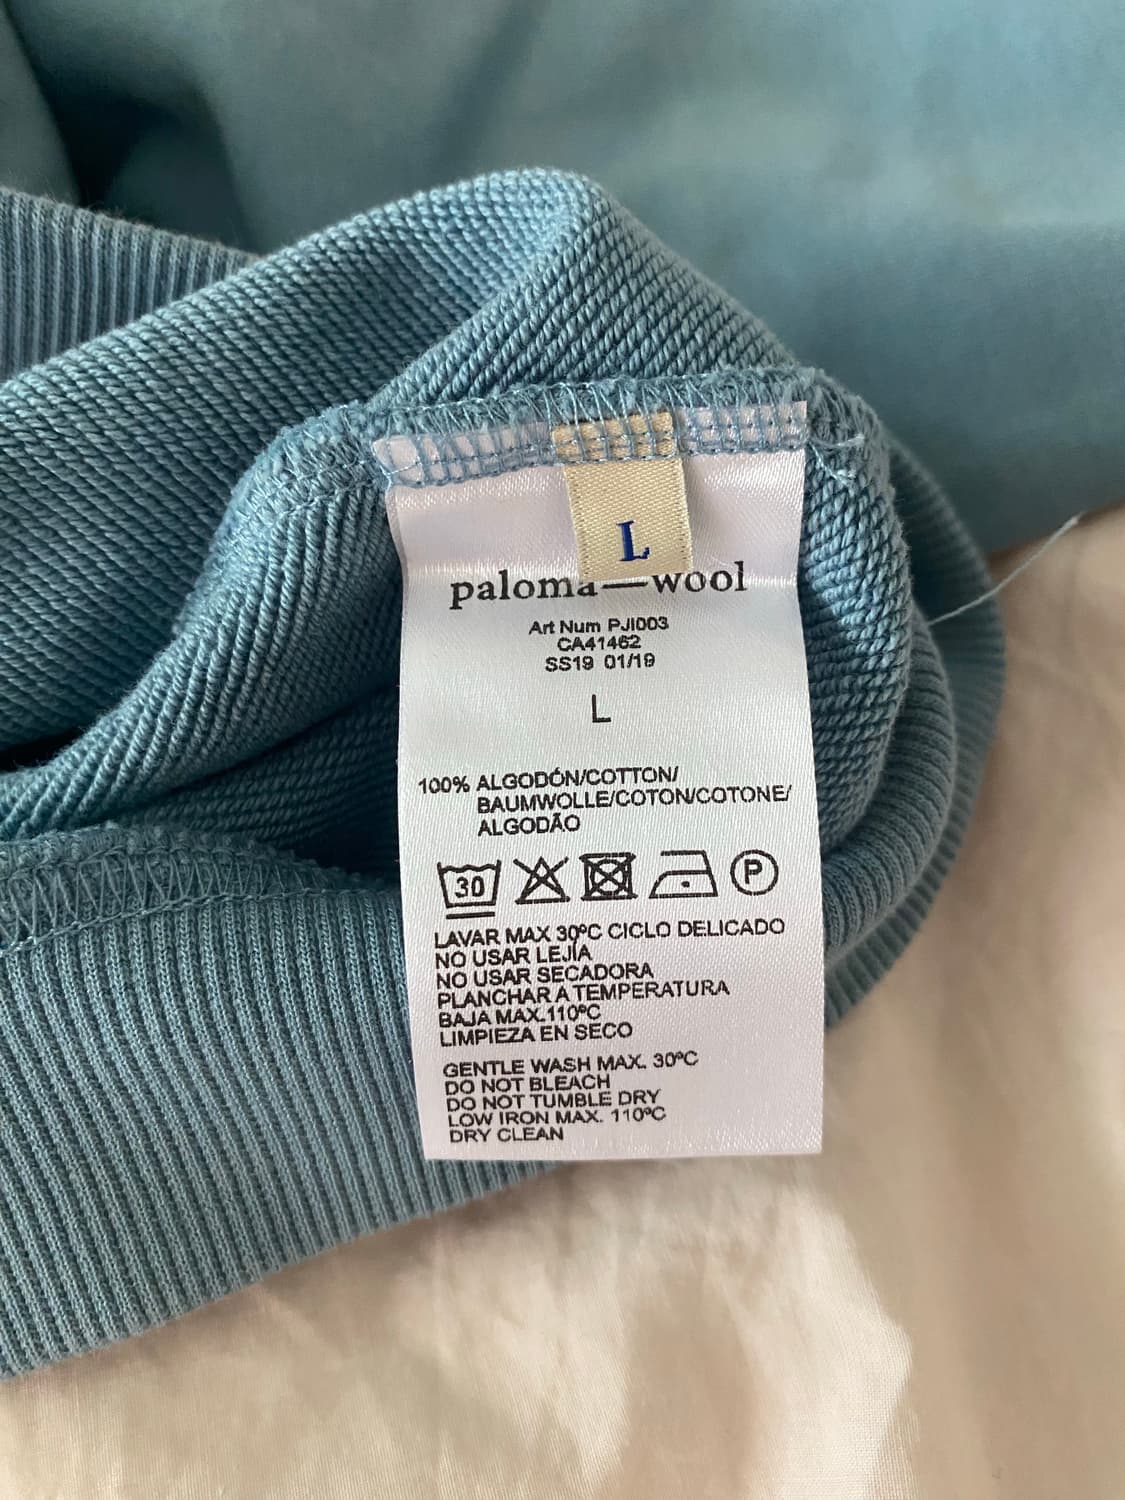 L
paloma—wool
Art Num PJI003
CA41462
SS19 01/19
L
100% ALGODÓN/COTTON/
BAUMWOLLE/COTON/COTONE/
ALGODÃO
30
P
LAVAR MAX 30ºC CICLO DELICADO
NO USAR LEJÍA
NO USAR SECADORA
PLANCHAR A TEMPERATURA
BAJA MAX.110ºC
LIMPIEZA EN SECO
GENTLE WASH MAX. 30ºC
DO NOT BLEACH
DO NOT TUMBLE DRY
LOW IRON MAX. 110ºC
DRY CLEAN